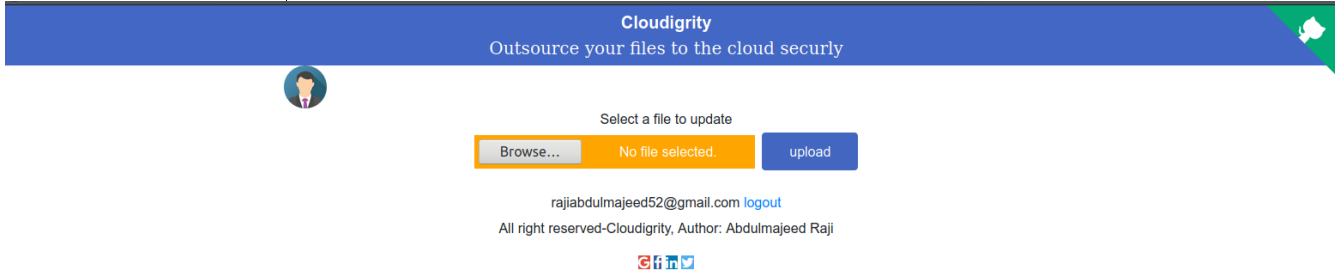 Cloudigrity
Outsource your files to the cloud securly
Select a file to update
Browse... No file selected. upload
rajiabdulmajeed52@gmail.com logout
All right reserved-Cloudigrity, Author: Abdulmajeed Raji